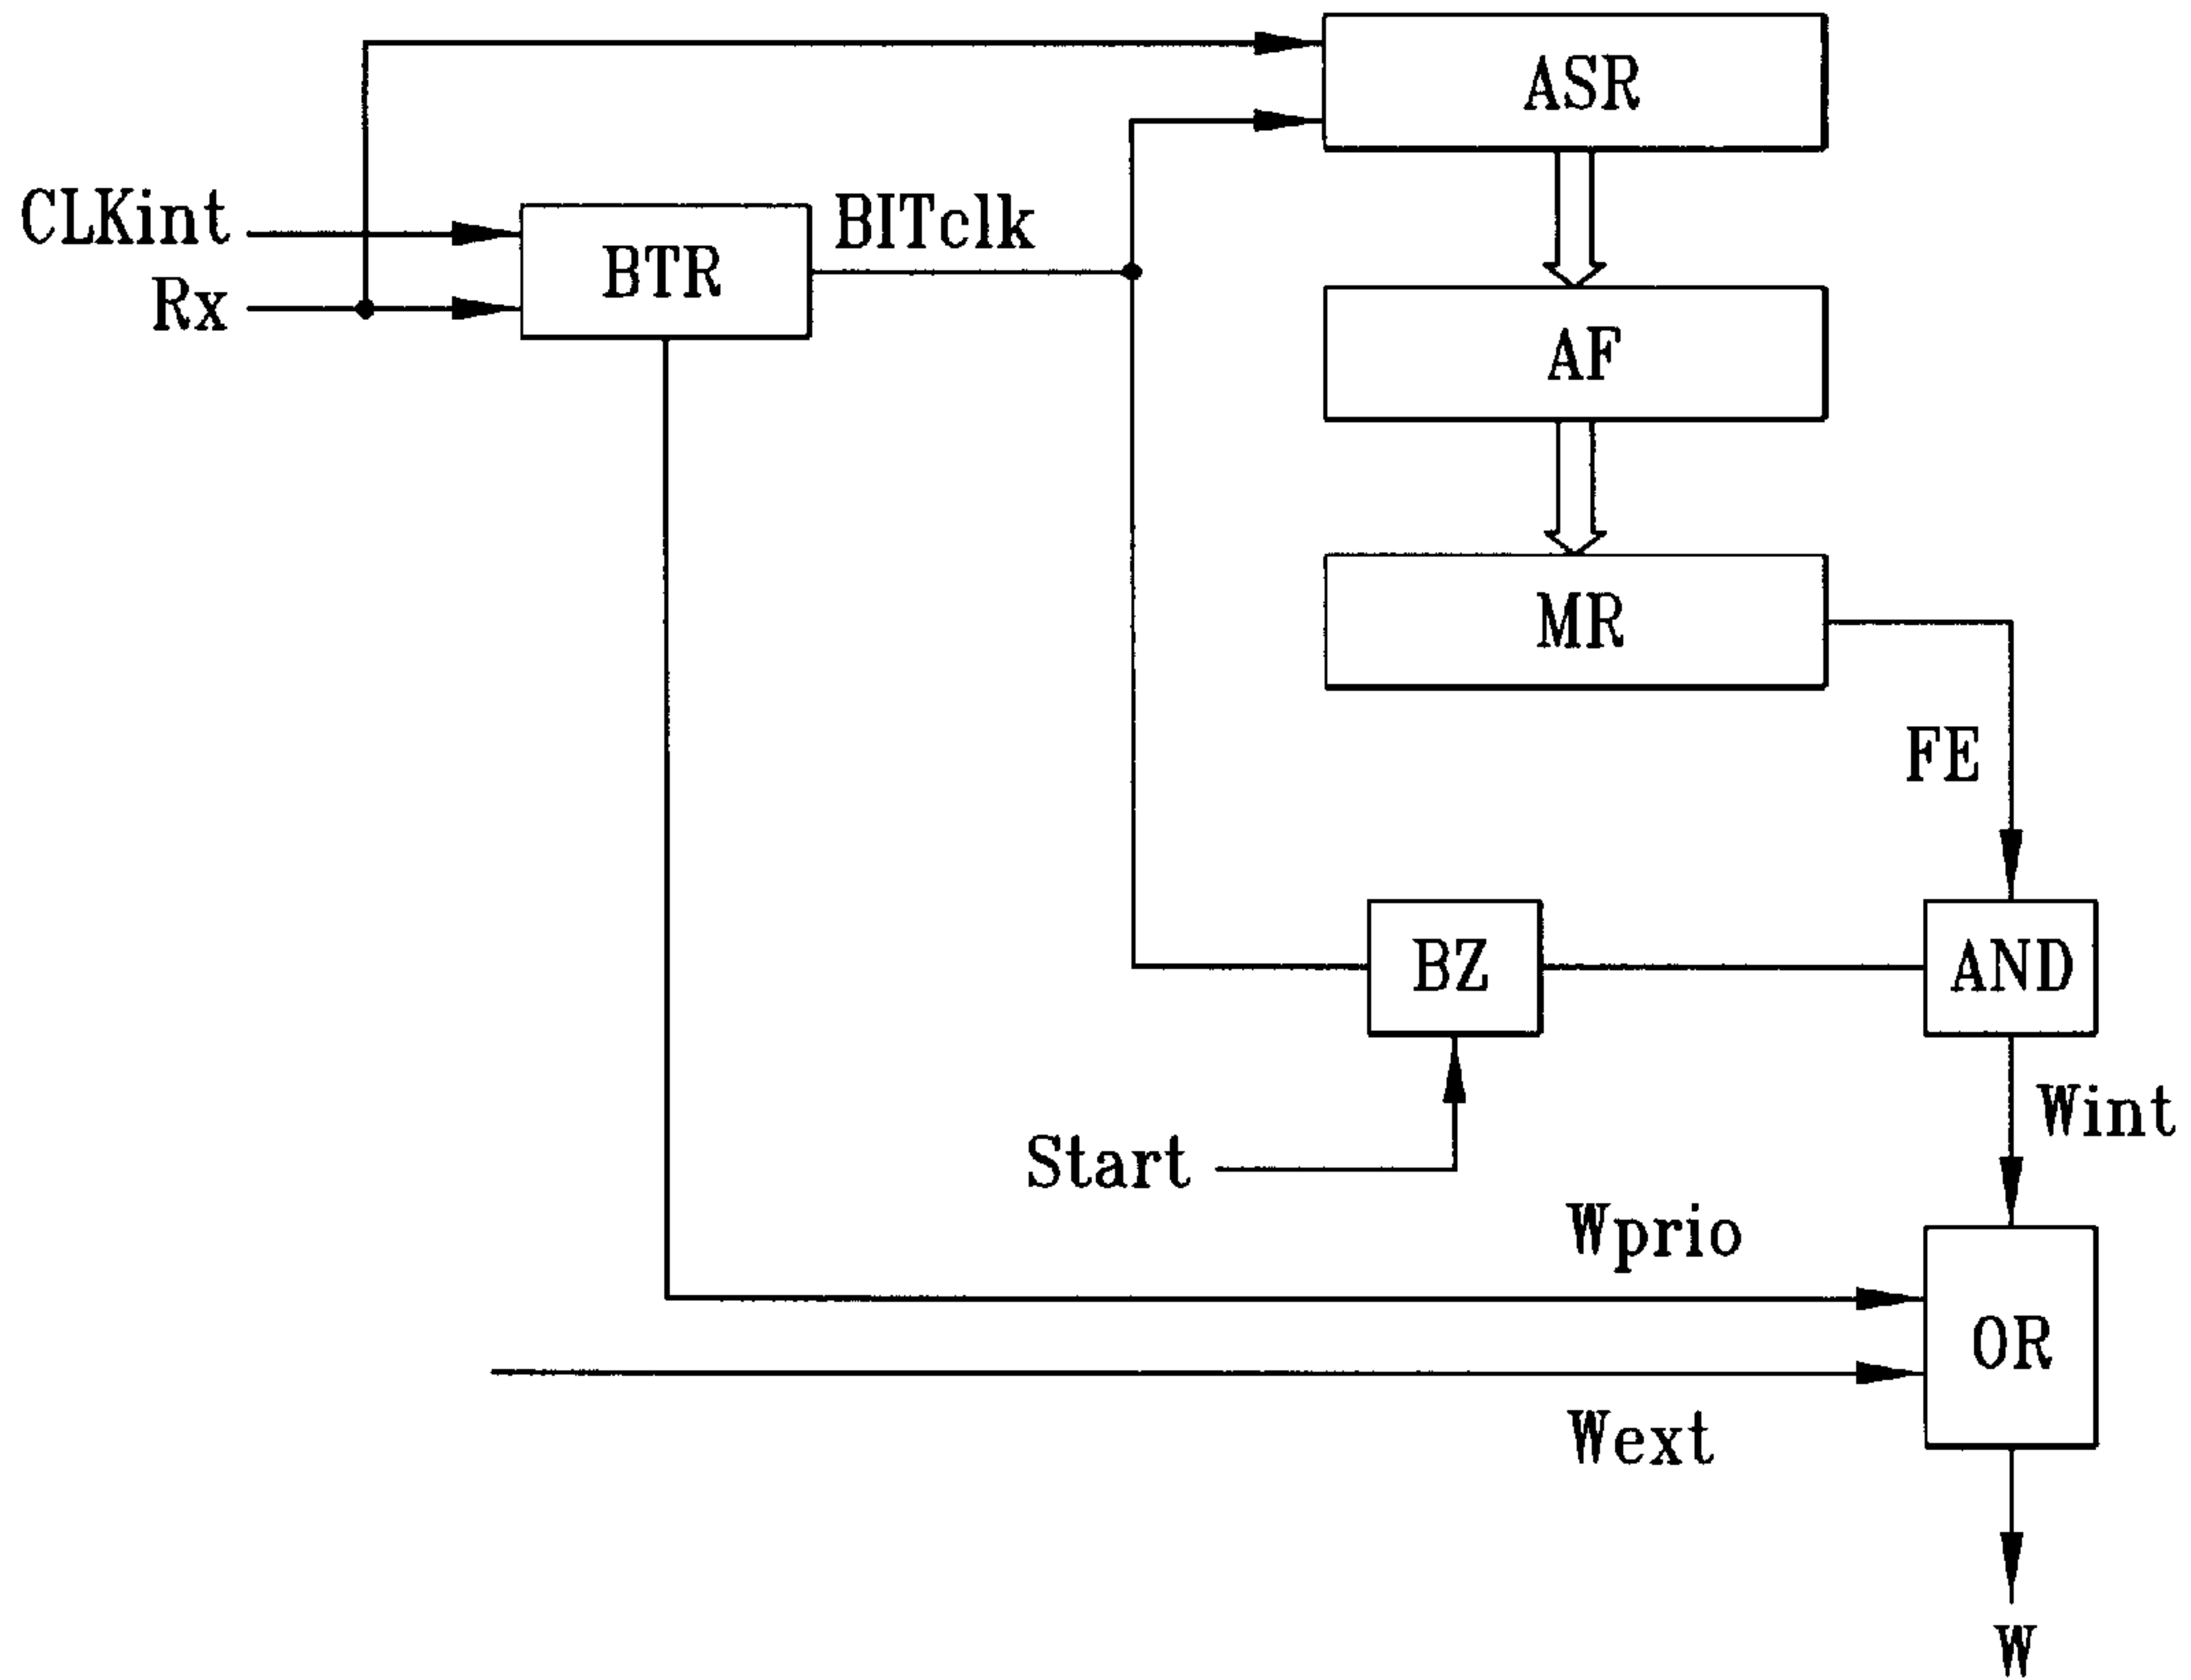 ASR
CLKint
BITclk
BTR
Rx
AF
MR
FE
BZ
AND
Wint
Start
Wprio
OR
Wext
W